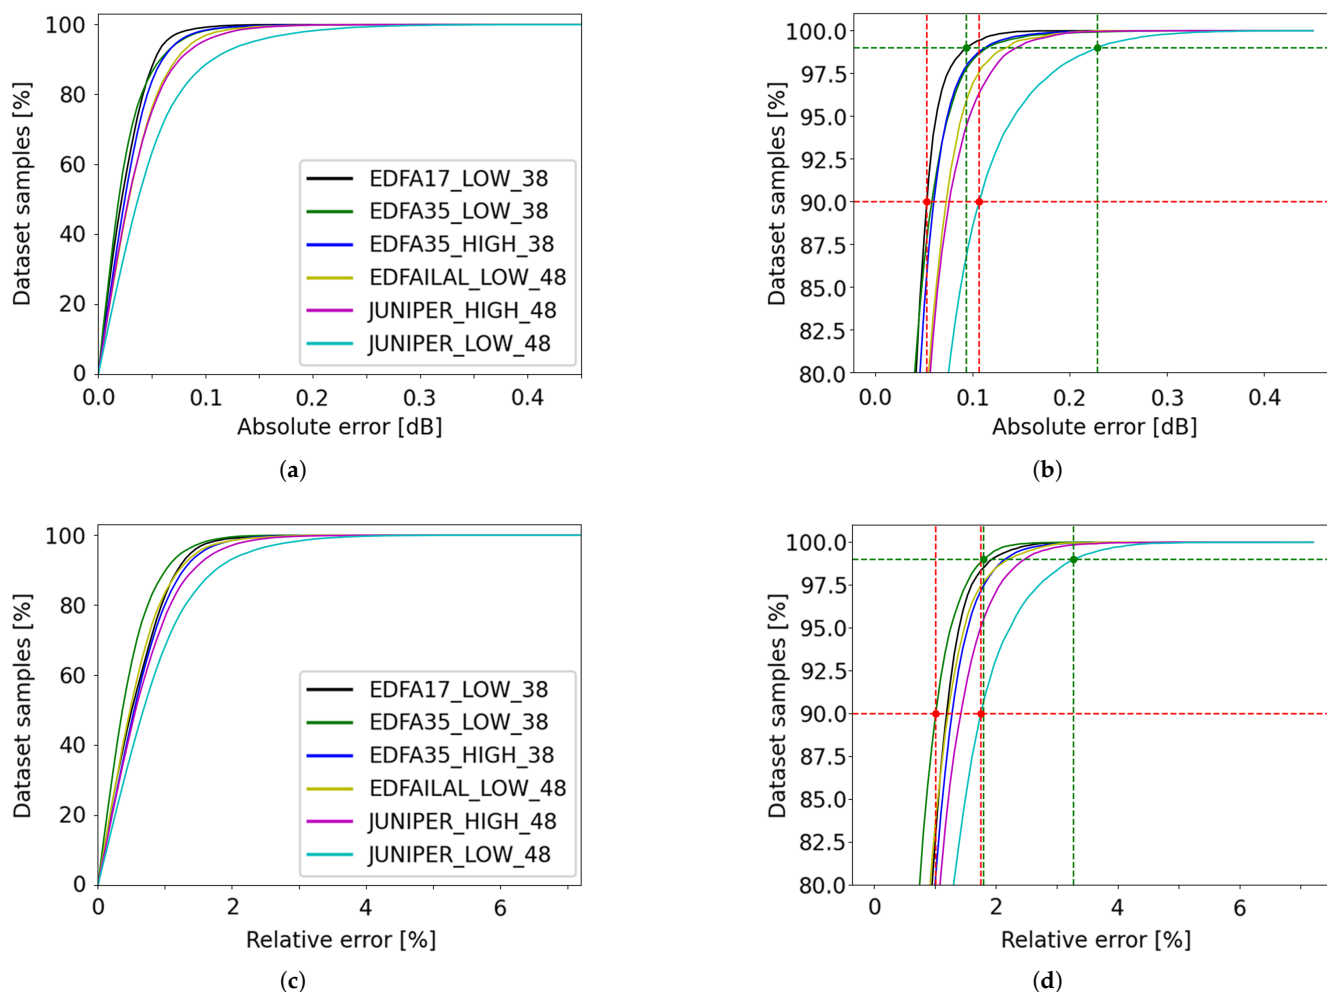 Dataset samples [%]
100
80
60
40
20
0
0.0 0.1 0.2 0.3 0.4
Absolute error [dB]
EDFA17_LOW_38
EDFA35_LOW_38
EDFA35_HIGH_38
EDFAILAL_LOW_48
JUNIPER_HIGH_48
JUNIPER_LOW_48
(a)
Dataset samples [%]
100.0
97.5
95.0
92.5
90.0
87.5
85.0
82.5
80.0
0.0 0.1 0.2 0.3 0.4
Absolute error [dB]
(b)
Dataset samples [%]
100
80
60
40
20
0
0 2 4 6
Relative error [%]
EDFA17_LOW_38
EDFA35_LOW_38
EDFA35_HIGH_38
EDFAILAL_LOW_48
JUNIPER_HIGH_48
JUNIPER_LOW_48
(c)
Dataset samples [%]
100.0
97.5
95.0
92.5
90.0
87.5
85.0
82.5
80.0
0 2 4 6
Relative error [%]
(d)